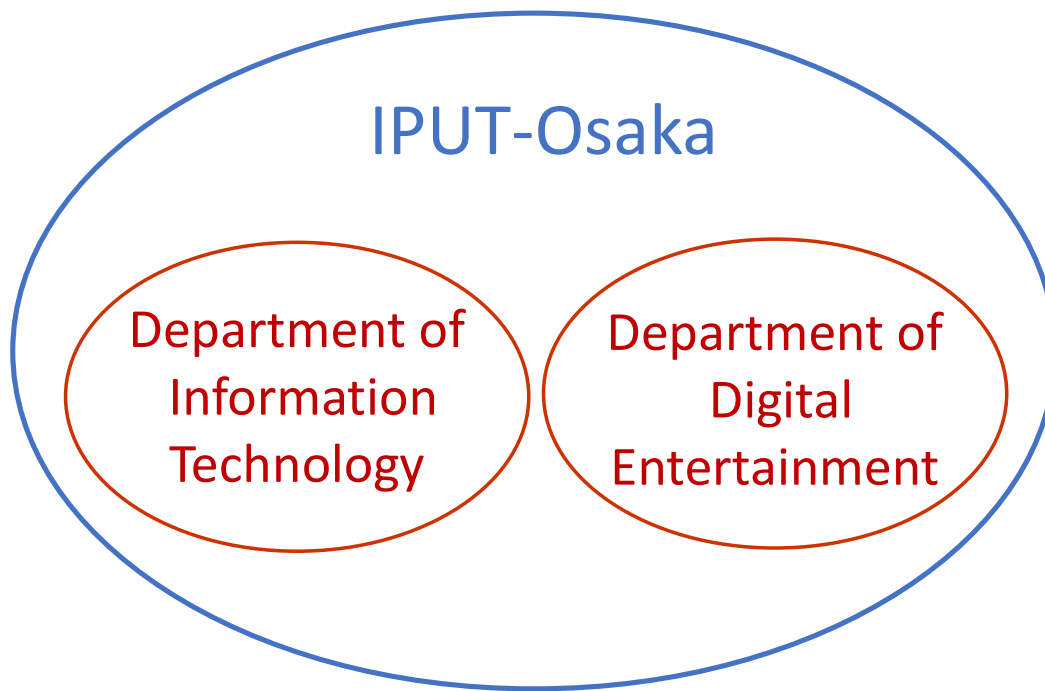 IPUT-Osaka
Department of
Information
Technology
Department of
Digital
Entertainment